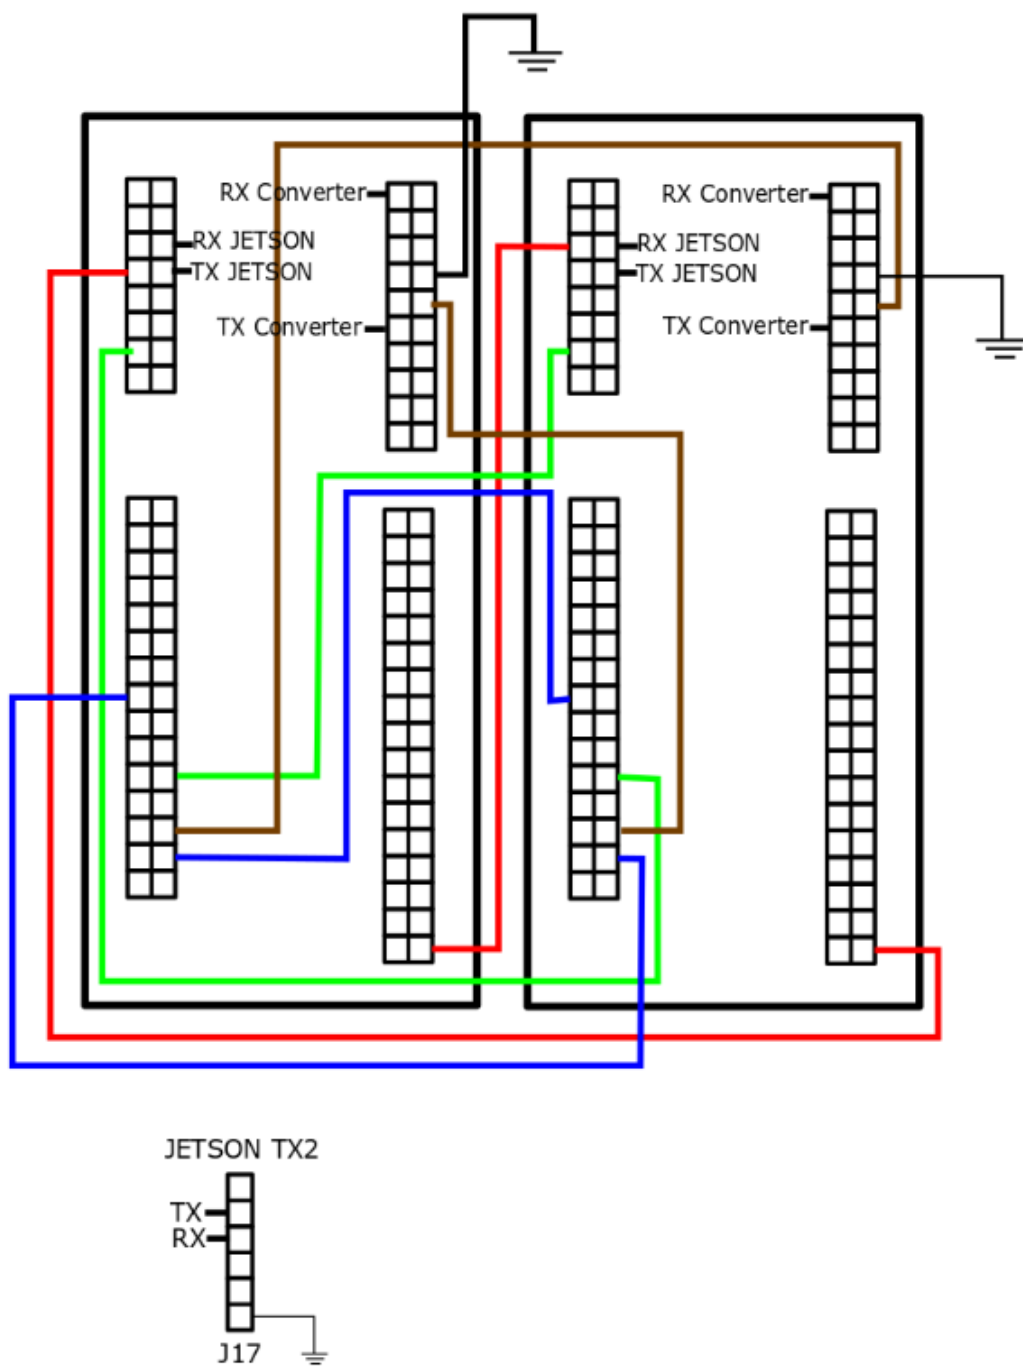 RX Converter
RX JETSON
TX JETSON
TX Converter
RX Converter
RX JETSON
TX JETSON
TX Converter
JETSON TX2
TX
RX
J17